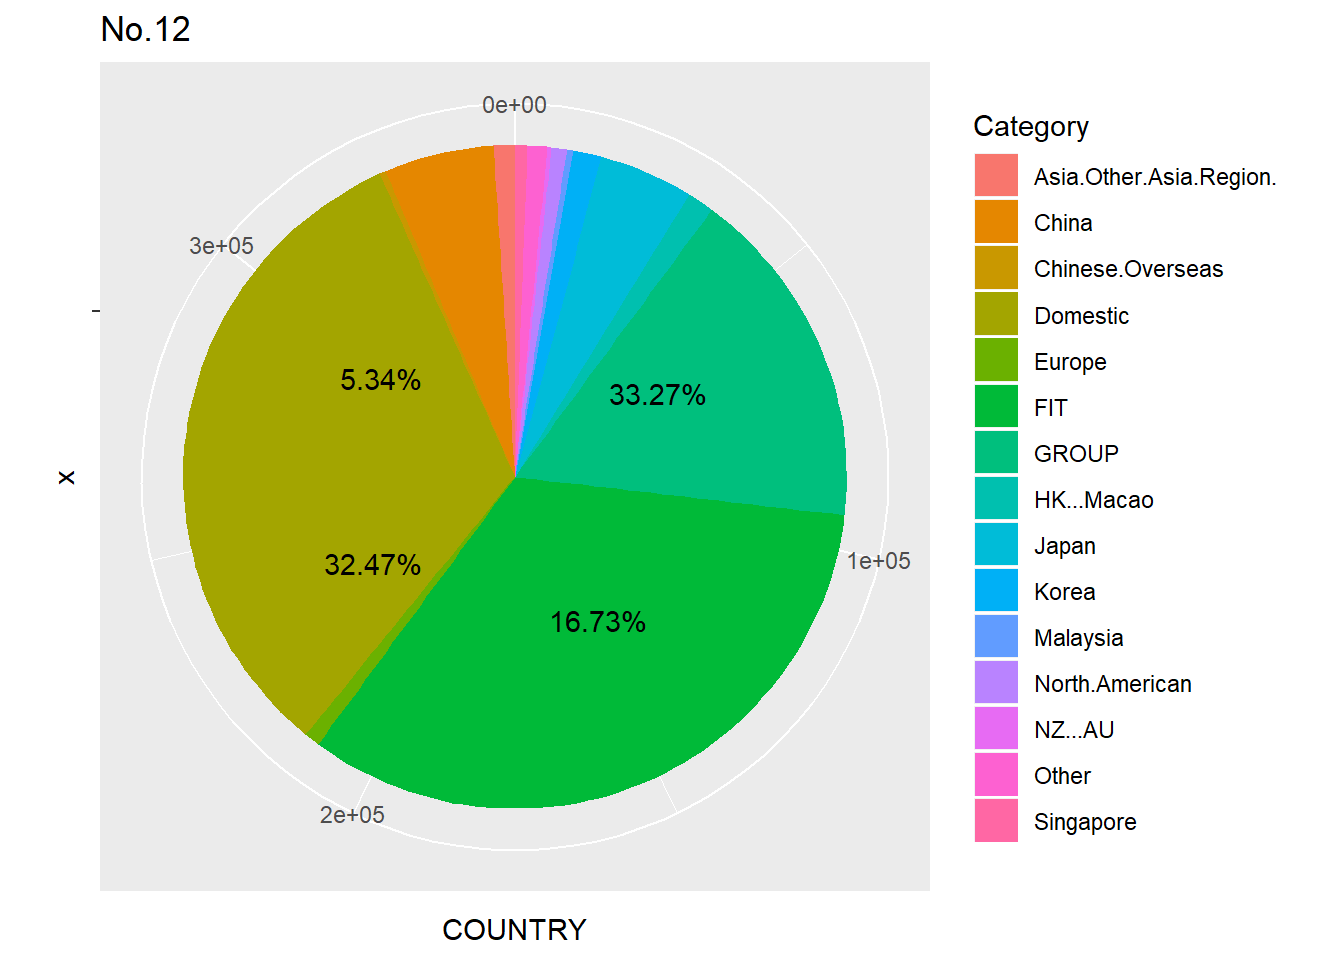 No.12
0e+00
3e+05
5.34%
33.27%
x
32.47%
1e+05
16.73%
2e+05
COUNTRY
Category
Asia.Other.Asia.Region.
China
Chinese.Overseas
Domestic
Europe
FIT
GROUP
HK...Macao
Japan
Korea
Malaysia
North.American
NZ...AU
Other
Singapore